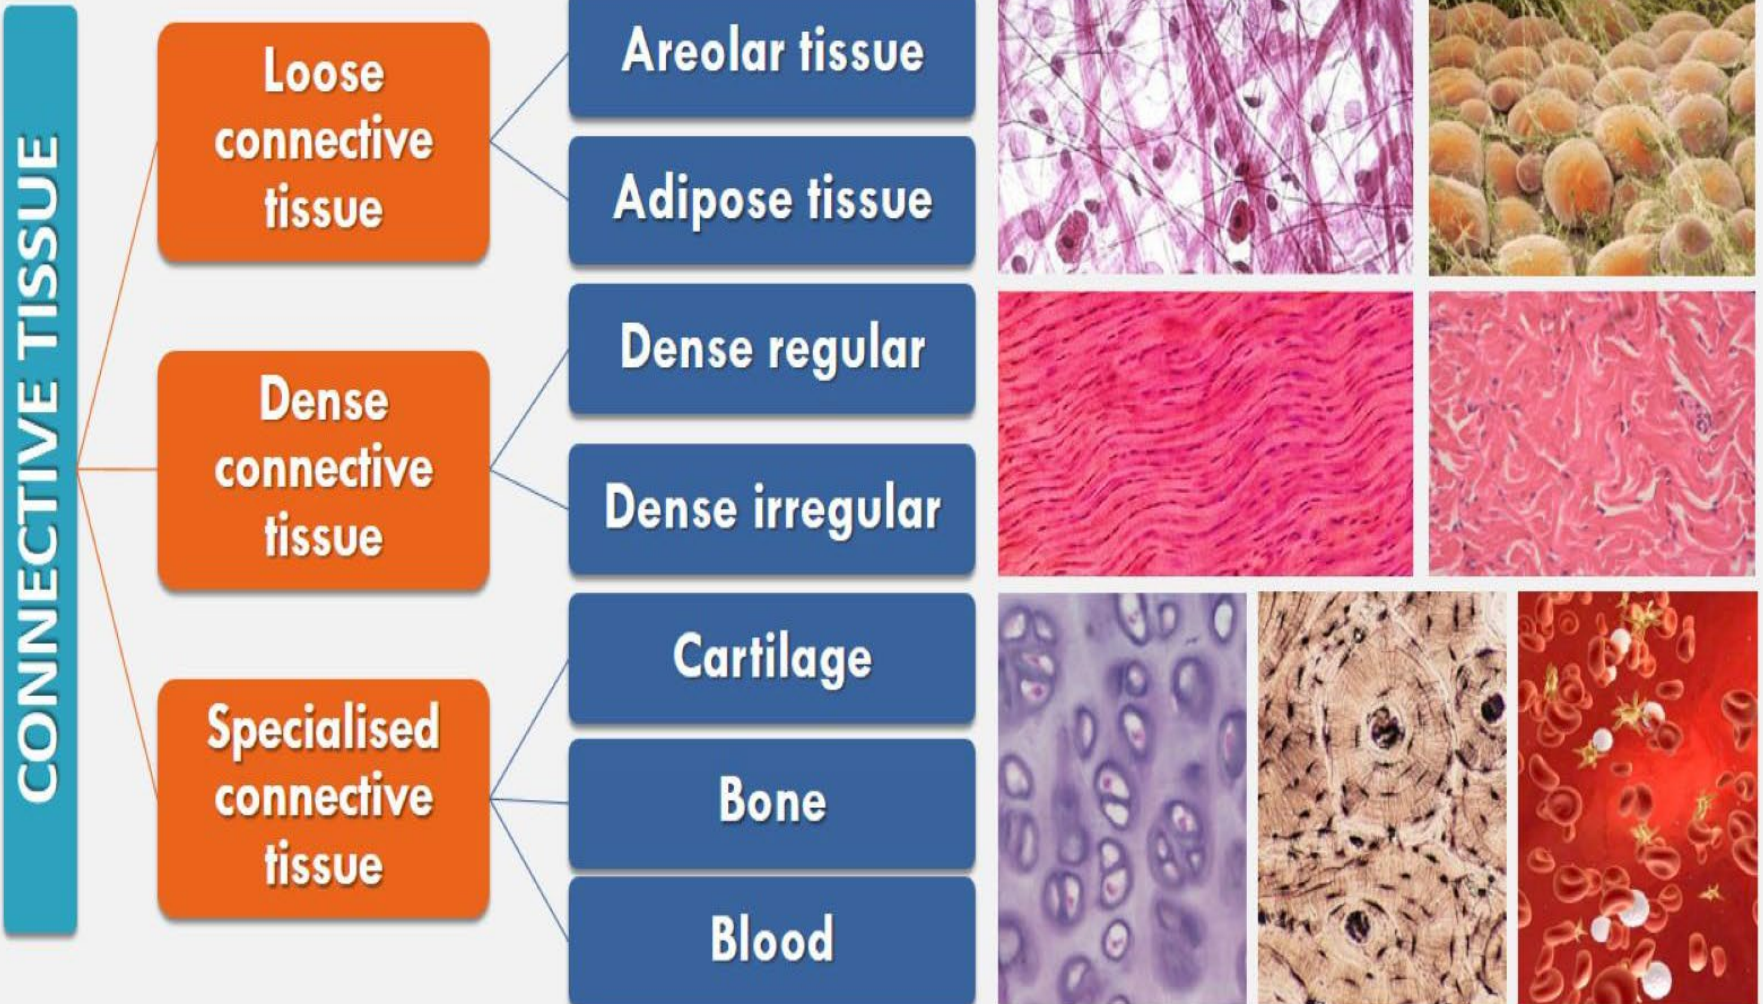 CONNECTIVE TISSUE
Loose
connective
tissue
Areolar tissue
Adipose tissue
Dense
connective
tissue
Dense regular
Dense irregular
Specialised
connective
tissue
Cartilage
Bone
Blood